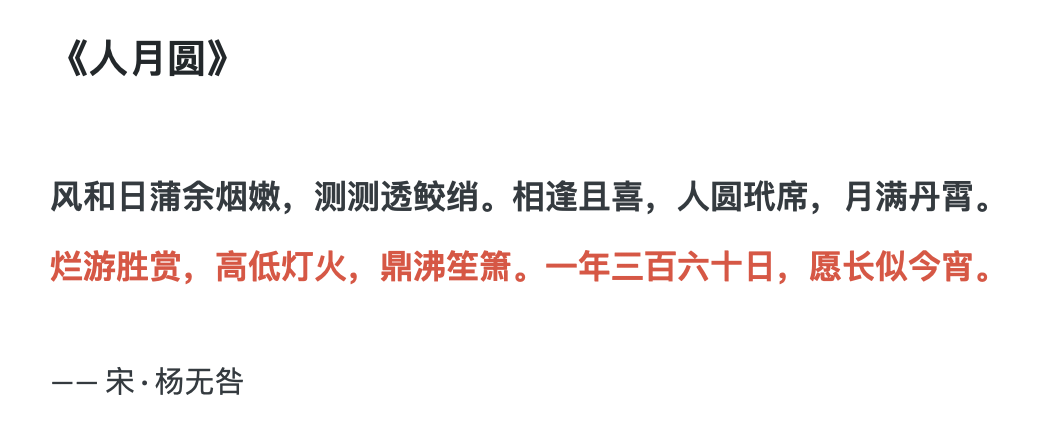 《人月圆》
风和日蒲余烟嫩，测测透鲛绡。相逢且喜，人圆玳席，月满丹霄。
烂游胜赏，高低灯火，鼎沸笙箫。一年三百六十日，愿长似今宵。
—— 宋·杨无咎